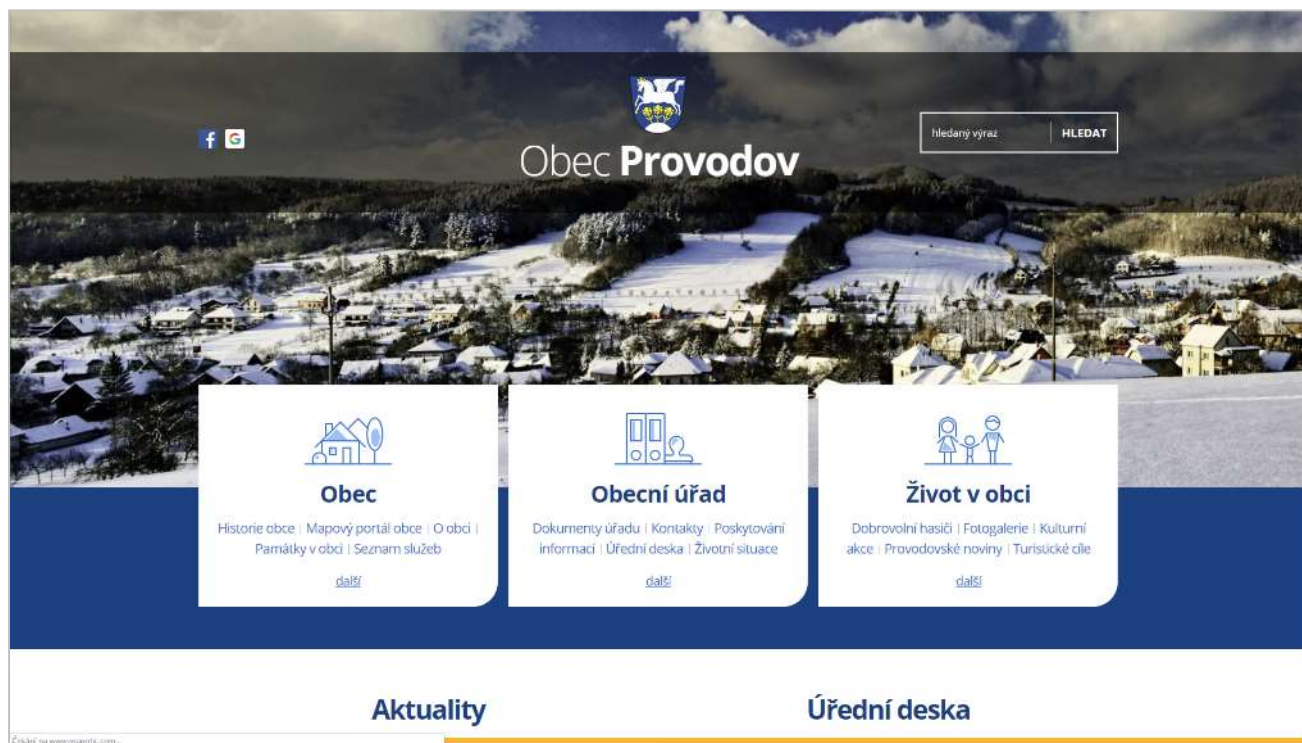 hledaný výraz
HLEDAT
Obec Provodov
Obec
Historie obce | Mapový portál obce | O obci |
Památky v obci | Seznam služeb
další
Obecní úřad
Dokumenty úřadu | Kontakty | Poskytování
informací | Úřední deska | Životní situace
další
Život v obci
Dobrovolní hasiči | Fotogalerie | Kulturní
akce | Provodovské noviny | Turistické cíle
další
Aktuality
Úřední deska